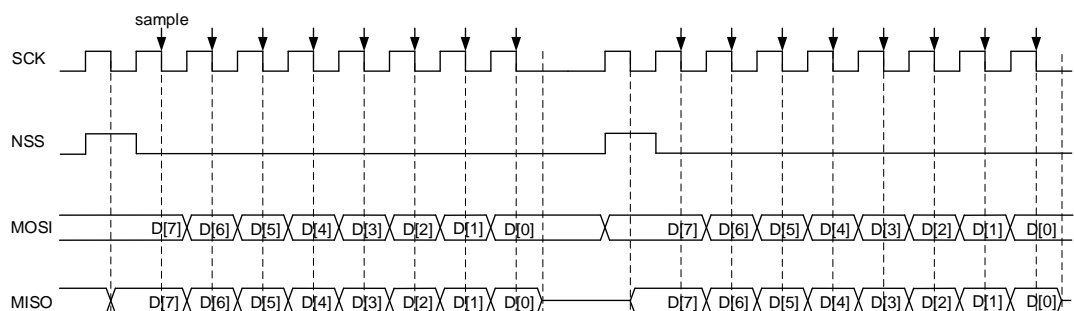 sample
SCK
NSS
MOSI D[7] D[6] D[5] D[4] D[3] D[2] D[1] D[0] D[7] D[6] D[5] D[4] D[3] D[2] D[1] D[0]
MISO D[7] D[6] D[5] D[4] D[3] D[2] D[1] D[0] D[7] D[6] D[5] D[4] D[3] D[2] D[1] D[0]